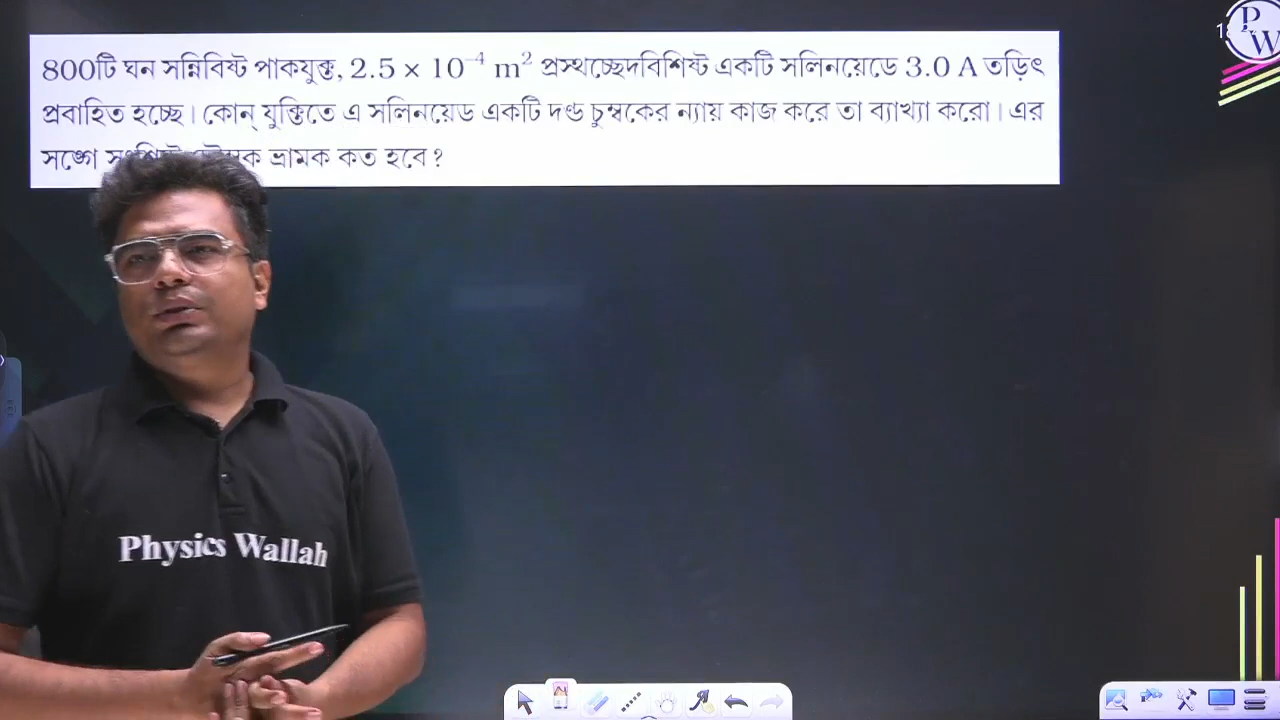 800টি ঘন সন্নিবিষ্ট পাকযুক্ত, 2.5 × 10⁻⁴ m² প্রস্থচ্ছেদবিশিষ্ট একটি সলিনয়েডে 3.0 A তড়িৎ
প্রবাহিত হচ্ছে। কোন্ যুক্তিতে এ সলিনয়েড একটি দণ্ড চুম্বকের ন্যায় কাজ করে তা ব্যাখ্যা করো। এর
সঙ্গে ভ্রামক কত হবে?
P
W
Physics Wallah